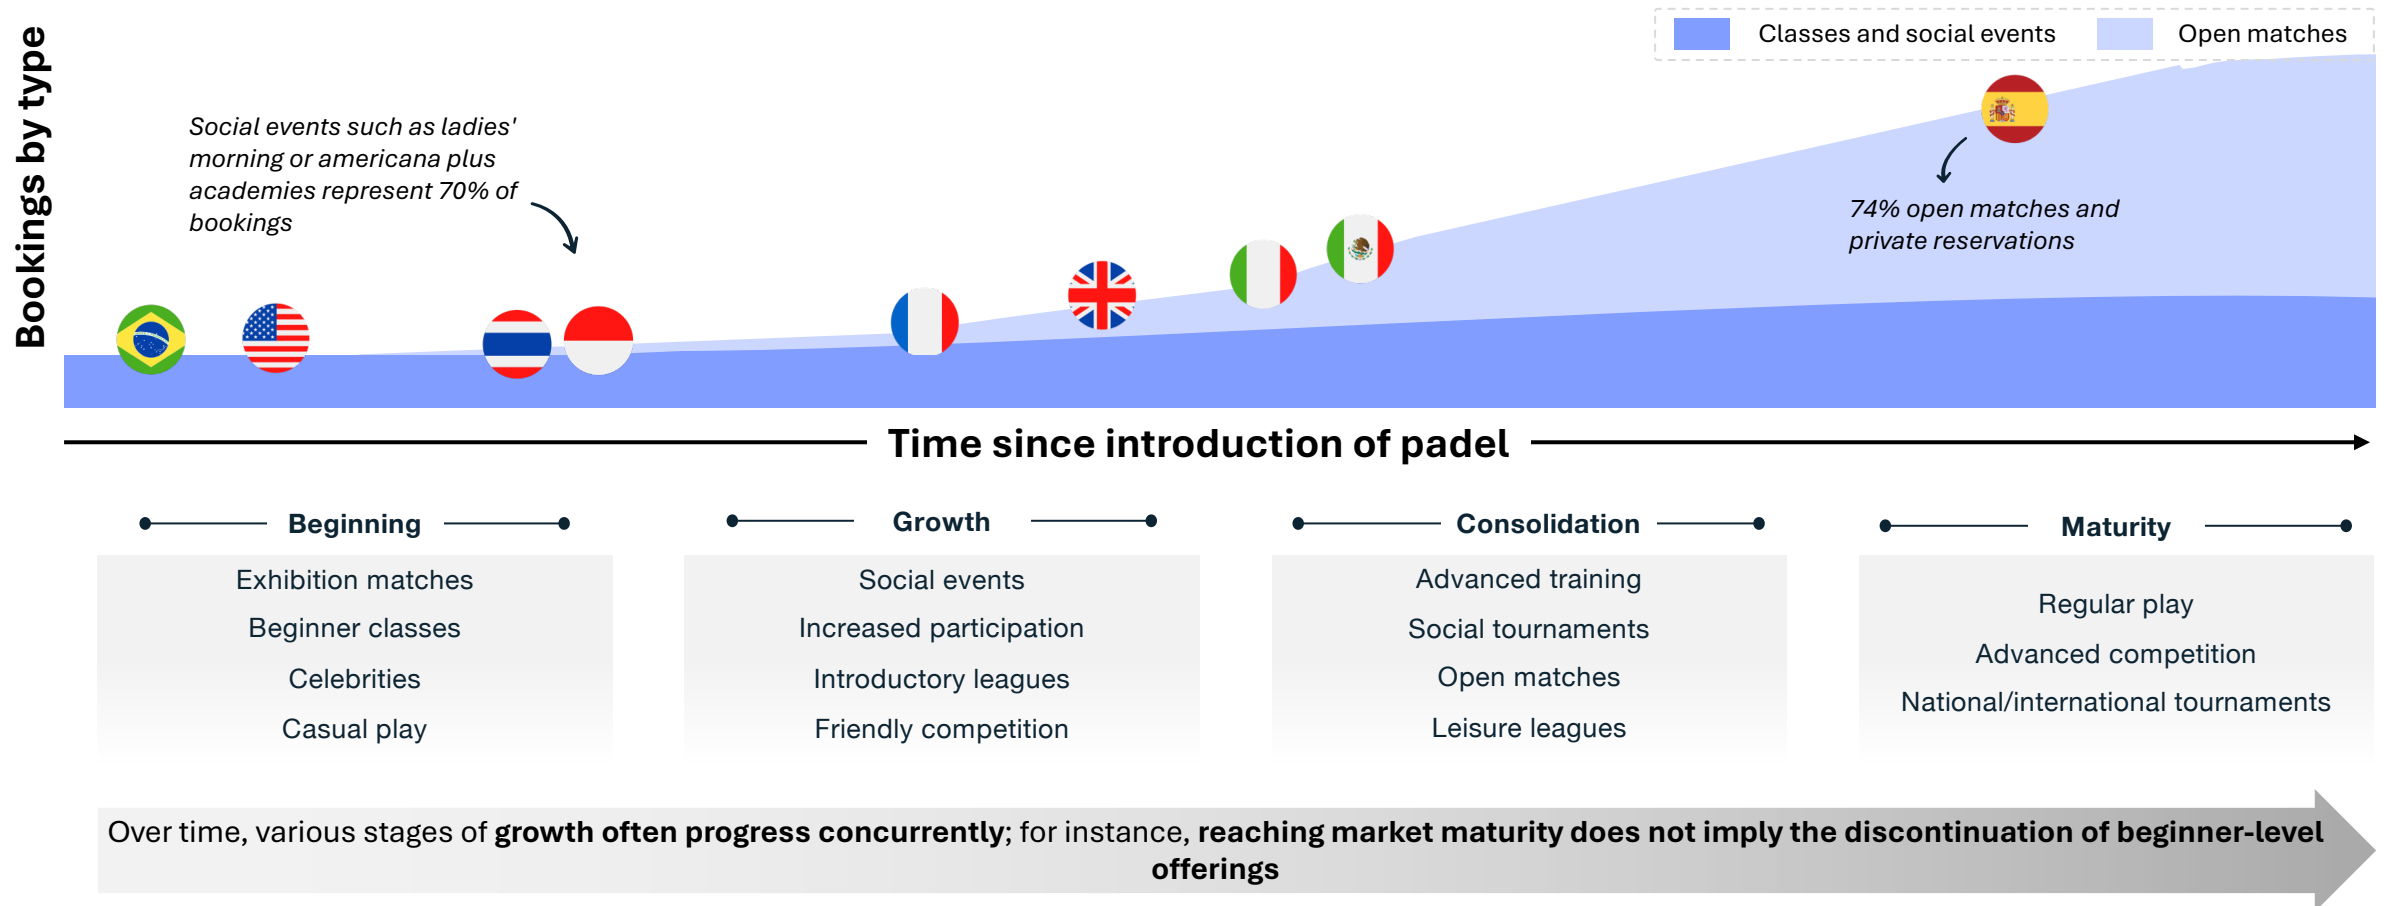 Classes and social events
Open matches
Bookings by type
Social events such as ladies'
morning or americana plus
academies represent 70% of
bookings
74% open matches and
private reservations
Time since introduction of padel
Beginning
Exhibition matches
Beginner classes
Celebrities
Casual play
Growth
Social events
Increased participation
Introductory leagues
Friendly competition
Consolidation
Advanced training
Social tournaments
Open matches
Leisure leagues
Maturity
Regular play
Advanced competition
National/international tournaments
Over time, various stages of growth often progress concurrently; for instance, reaching market maturity does not imply the discontinuation of beginner-level
offerings